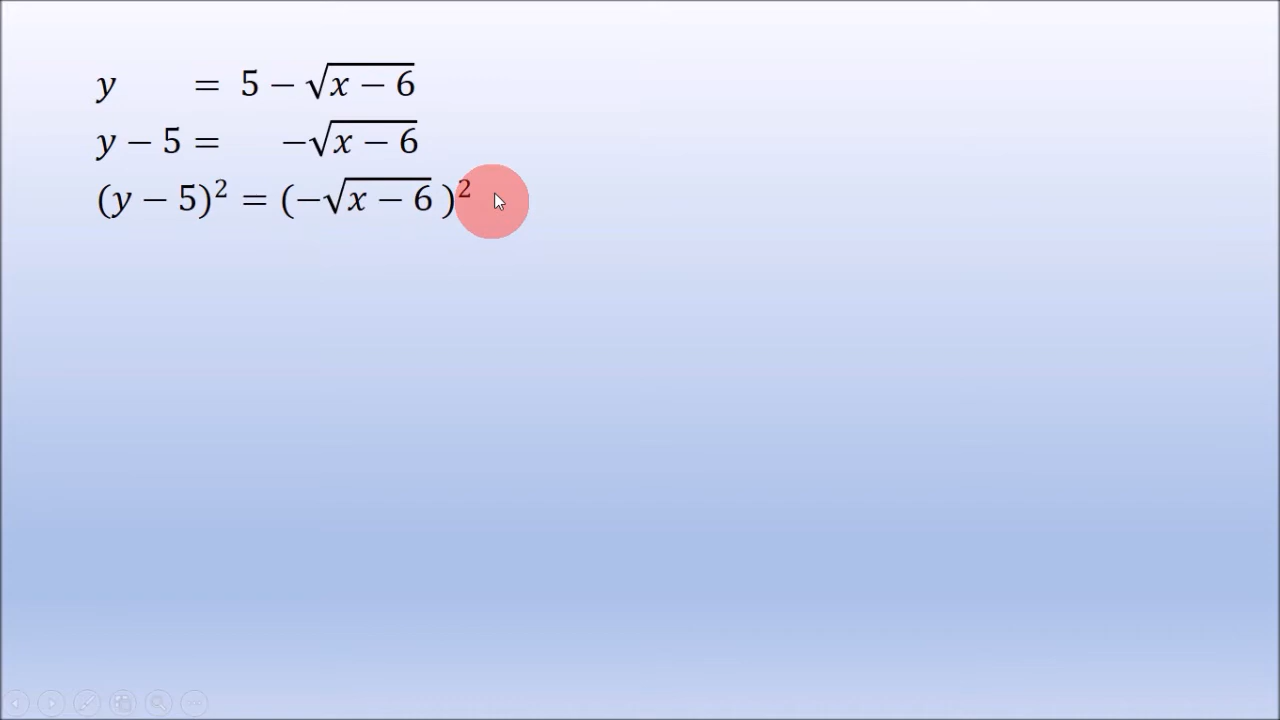 y = 5 − √(x − 6)
y − 5 = −√(x − 6)
(y − 5)² = (−√(x − 6) )²